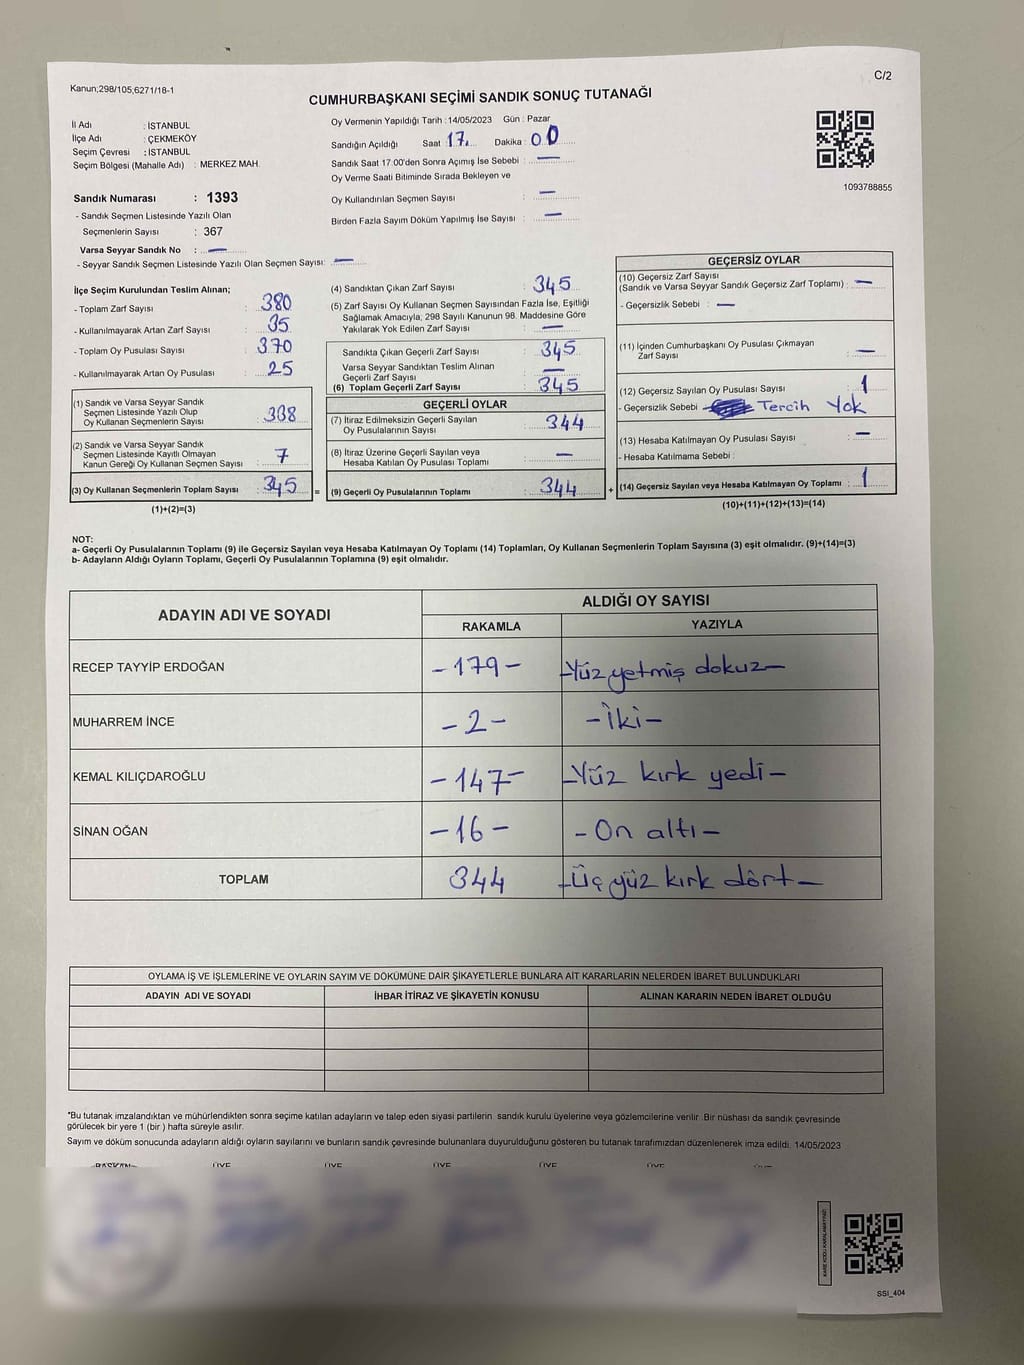 Kanun;298/105,6271/18-1
C/2
CUMHURBAŞKANI SEÇİMİ SANDIK SONUÇ TUTANAĞI
İl Adı : İSTANBUL
İlçe Adı : ÇEKMEKÖY
Seçim Çevresi : İSTANBUL
Seçim Bölgesi (Mahalle Adı) : MERKEZ MAH.
Oy Vermenin Yapıldığı Tarih : 14/05/2023 Gün : Pazar
Sandığın Açıldığı Saat 17 Dakika : 00
Sandık Saat 17.00'den Sonra Açımış İse Sebebi : —
Oy Verme Saati Bitiminde Sırada Bekleyen ve
Oy Kullandırılan Seçmen Sayısı : —
Birden Fazla Sayım Döküm Yapılmış İse Sayısı : —
1093788855
Sandık Numarası : 1393
- Sandık Seçmen Listesinde Yazılı Olan
Seçmenlerin Sayısı : 367
Varsa Seyyar Sandık No : —
- Seyyar Sandık Seçmen Listesinde Yazılı Olan Seçmen Sayısı: —
İlçe Seçim Kurulundan Teslim Alınan;
- Toplam Zarf Sayısı : 380
- Kullanılmayarak Artan Zarf Sayısı : 35
- Toplam Oy Pusulası Sayısı : 370
- Kullanılmayarak Artan Oy Pusulası : 25
(1) Sandık ve Varsa Seyyar Sandık
Seçmen Listesinde Yazılı Olup
Oy Kullanan Seçmenlerin Sayısı : 338
(2) Sandık ve Varsa Seyyar Sandık
Seçmen Listesinde Kayıtlı Olmayan
Kanun Gereği Oy Kullanan Seçmen Sayısı : 7
(3) Oy Kullanan Seçmenlerin Toplam Sayısı : 345 =
(1)+(2)=(3)
(4) Sandıktan Çıkan Zarf Sayısı : 345
(5) Zarf Sayısı Oy Kullanan Seçmen Sayısından Fazla İse, Eşitliği
Sağlamak Amacıyla, 298 Sayılı Kanunun 98. Maddesine Göre
Yakılarak Yok Edilen Zarf Sayısı : —
Sandıkta Çıkan Geçerli Zarf Sayısı : 345
Varsa Seyyar Sandıktan Teslim Alınan
Geçerli Zarf Sayısı : —
(6) Toplam Geçerli Zarf Sayısı : 345
GEÇERLİ OYLAR
(7) İtiraz Edilmeksizin Geçerli Sayılan
Oy Pusulalarının Sayısı : 344
(8) İtiraz Üzerine Geçerli Sayılan veya
Hesaba Katılan Oy Pusulası Toplamı : —
(9) Geçerli Oy Pusulalarının Toplamı : 344 +
GEÇERSİZ OYLAR
(10) Geçersiz Zarf Sayısı
(Sandık ve Varsa Seyyar Sandık Geçersiz Zarf Toplamı) : —
- Geçersizlik Sebebi : —
(11) İçinden Cumhurbaşkanı Oy Pusulası Çıkmayan
Zarf Sayısı : —
(12) Geçersiz Sayılan Oy Pusulası Sayısı : 1
- Geçersizlik Sebebi Tercih Yok
(13) Hesaba Katılmayan Oy Pusulası Sayısı : —
- Hesaba Katılmama Sebebi :
(14) Geçersiz Sayılan veya Hesaba Katılmayan Oy Toplamı : 1
(10)+(11)+(12)+(13)=(14)
NOT:
a- Geçerli Oy Pusulalarının Toplamı (9) ile Geçersiz Sayılan veya Hesaba Katılmayan Oy Toplamı (14) Toplamları, Oy Kullanan Seçmenlerin Toplam Sayısına (3) eşit olmalıdır. (9)+(14)=(3)
b- Adayların Aldığı Oyların Toplamı, Geçerli Oy Pusulalarının Toplamına (9) eşit olmalıdır.
ADAYIN ADI VE SOYADI
ALDIĞI OY SAYISI
RAKAMLA YAZIYLA
RECEP TAYYİP ERDOĞAN -179- -Yüz yetmiş dokuz-
MUHARREM İNCE -2- -İki-
KEMAL KILIÇDAROĞLU -147- -Yüz kırk yedi-
SİNAN OĞAN -16- -On altı-
TOPLAM 344 -Üç yüz kırk dört-
OYLAMA İŞ VE İŞLEMLERİNE VE OYLARIN SAYIM VE DÖKÜMÜNE DAİR ŞİKAYETLERLE BUNLARA AİT KARARLARIN NELERDEN İBARET BULUNDUKLARI
ADAYIN ADI VE SOYADI İHBAR İTİRAZ VE ŞİKAYETİN KONUSU ALINAN KARARIN NEDEN İBARET OLDUĞU
"Bu tutanak imzalandıktan ve mühürlendikten sonra seçime katılan adayların ve talep eden siyasi partilerin sandık kurulu üyelerine veya gözlemcilerine verilir. Bir nüshası da sandık çevresinde
görülecek bir yere 1 (bir ) hafta süreyle asılır.
Sayım ve döküm sonucunda adayların aldığı oyların sayılarını ve bunların sandık çevresinde bulunanlara duyurulduğunu gösteren bu tutanak tarafımızdan düzenlenerek imza edildi. 14/05/2023
BAŞKAN ÜYE ÜYE ÜYE ÜYE ÜYE
KARE KODU KARALAMAYINIZ!
SSI_404